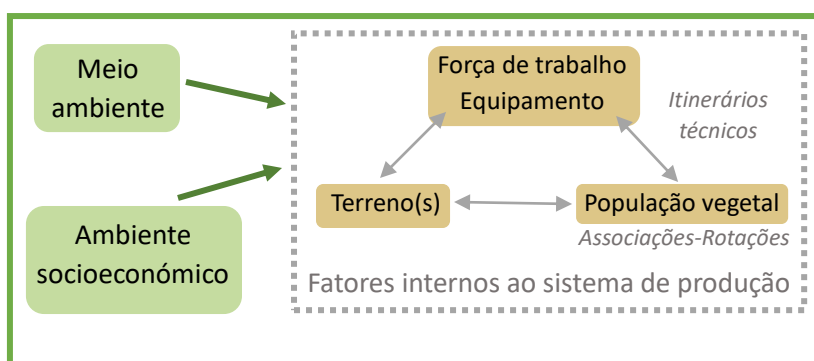 Meio
ambiente
Ambiente
socioeconómico
Força de trabalho
Equipamento
Itinerários
técnicos
Terreno(s)
População vegetal
Associações-Rotações
Fatores internos ao sistema de produção